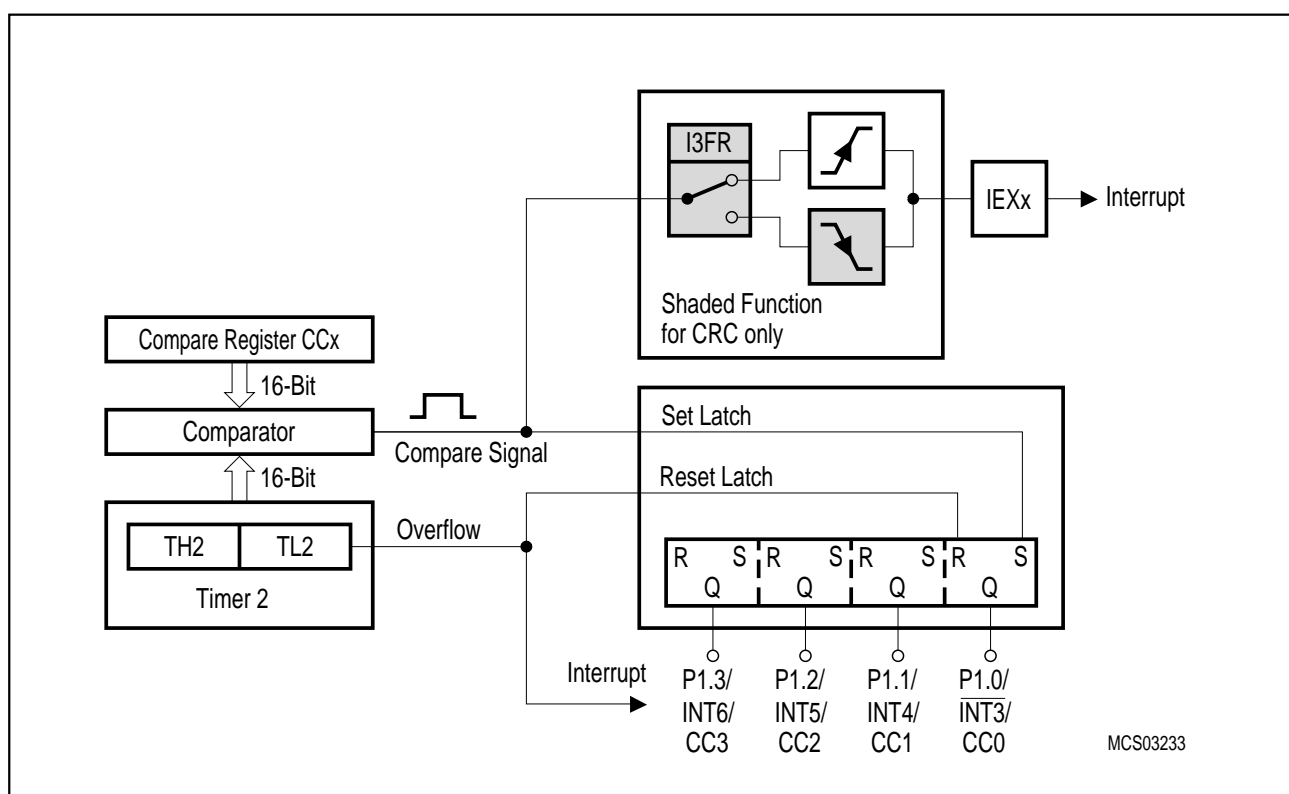 I3FR
IEXx
Interrupt
Shaded Function
for CRC only
Compare Register CCx
16-Bit
Comparator
Compare Signal
16-Bit
Set Latch
Reset Latch
Overflow
TH2 TL2
Timer 2
R S R S R S R S
Q Q Q Q
Interrupt
P1.3/ P1.2/ P1.1/ P1.0/
INT6/ INT5/ INT4/ INT3/
CC3 CC2 CC1 CC0
MCS03233